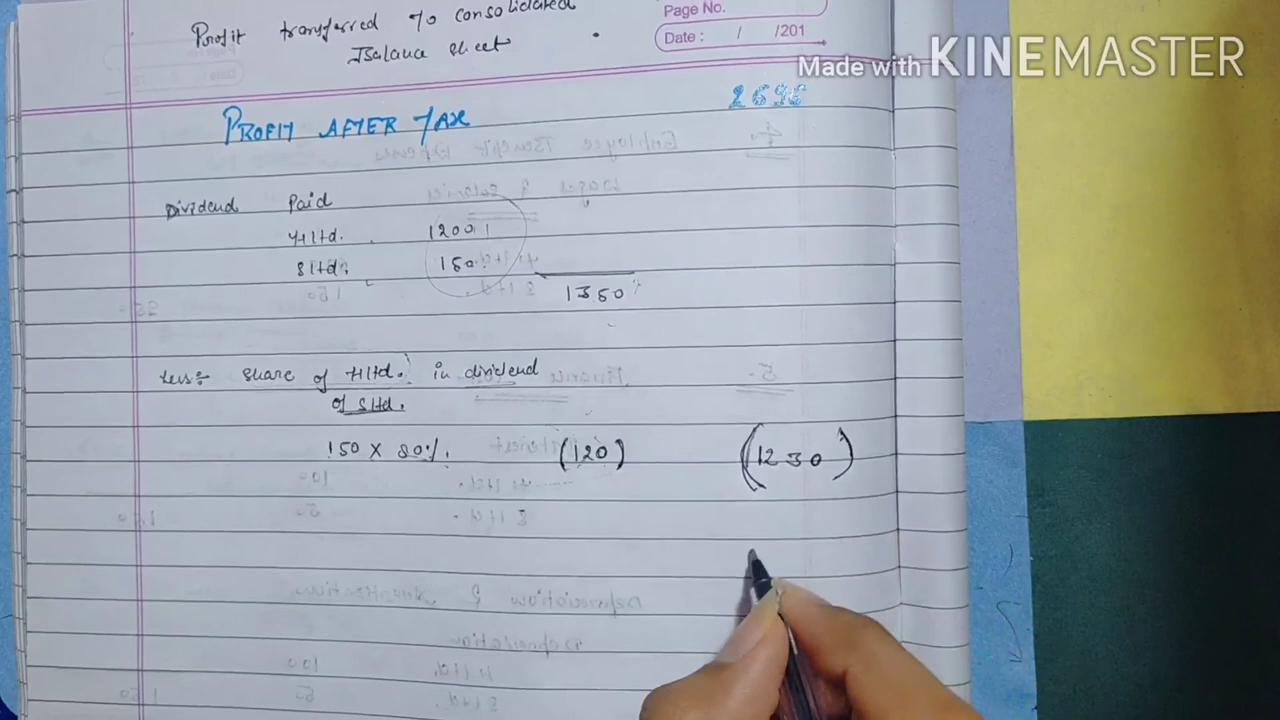 Profit transferred to consolidated
Balance Sheet
Page No.
Date : / /201
Made with KINEMASTER
PROFIT AFTER TAX 2696
Dividend Paid
H ltd. 1200
S ltd. 150
1350
Less:- Share of H ltd. in dividend
of S ltd.
150 X 80%. (120) (1230)